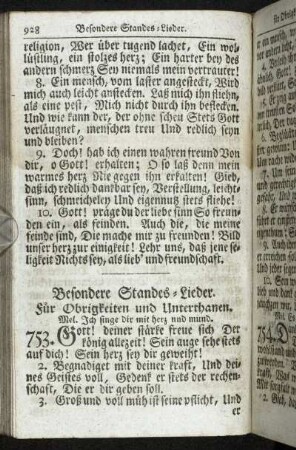 928 Besondere Standes-Lieder.
religion, Wer über tugend lachet, Ein wol-
lüstling, ein stolzes herz; Ein harter bey des
andern schmerz Sey niemals mein vertrauter!
8. Ein mensch, vom laster angesteckt, Wird
mich auch leicht anstecken. Laß mich ihn fliehn,
als eine pest, Mich nicht durch ihn beflecken.
Und wie kann der, der ohne scheu Stets Gott
verläugnet, menschen treu Und redlich seyn
und bleiben?
9. Doch! hab ich einen wahren freund Von
dir, o Gott! erhalten; O so laß denn mein
warmes herz Nie gegen ihn erkalten! Gieb,
daß ich redlich dankbar sey, Verstellung, leicht-
sinn, schmeicheley Und eigennutz stets fliehe!
10. Gott! präge du der liebe sinn So freun-
den ein, als feinden. Auch die, die meine
feinde sind, Die mache mir zu freunden! Bild
unser herz zur einigkeit! Lehr uns, daß jene se-
ligkeit Nichts sey, als lieb' und freundschaft.
Besondere Standes-Lieder.
Für Obrigkeiten und Unterthanen.
Mel. Ich singe dir mit herz und mund.
753. Gott! deiner stärke freue sich Der
könig allezeit! Sein auge sehe stets
auf dich! Sein herz sey dir geweiht!
2. Begnadiget mit deiner kraft, Und dei-
nes Geistes voll, Gedenk er stets der rechen-
schaft, Die er dir geben soll.
3. Groß und voll müh ist seine pflicht, Und
er